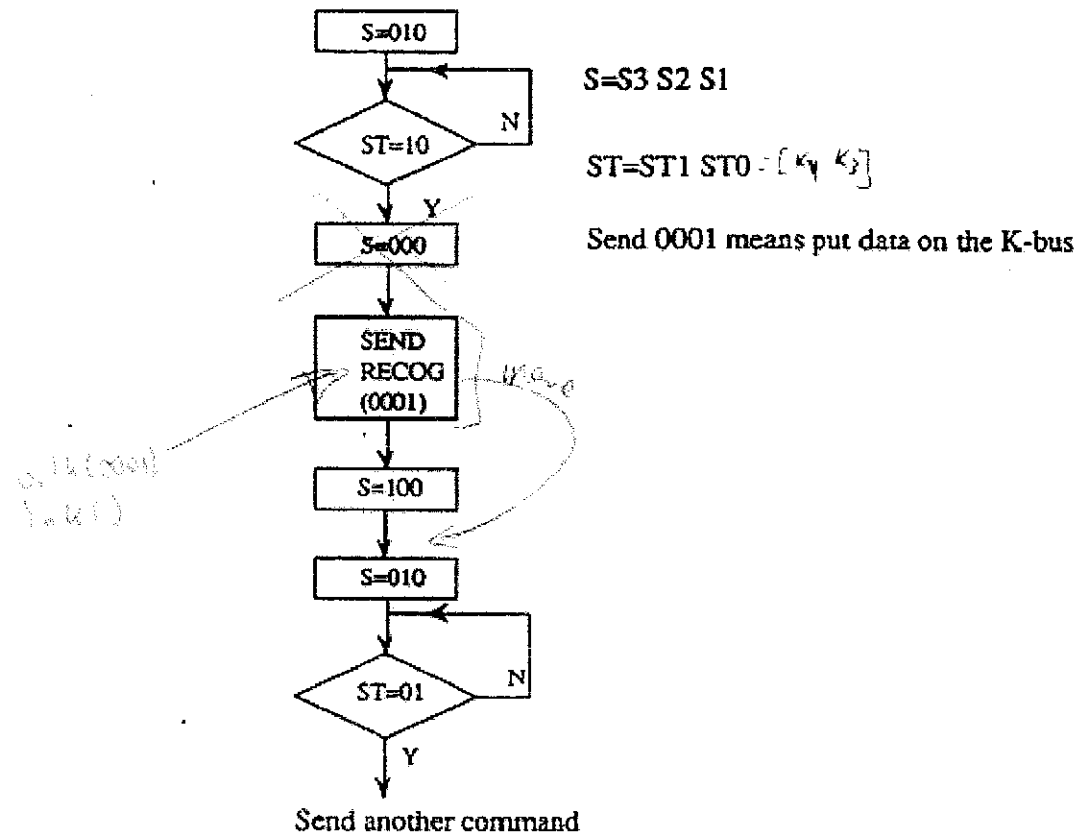 S=010
S=S3 S2 S1
N
ST=10
ST=ST1 ST0
Y
S=000
Send 0001 means put data on the K-bus
SEND
RECOG
(0001)
S=100
S=010
N
ST=01
Y
Send another command